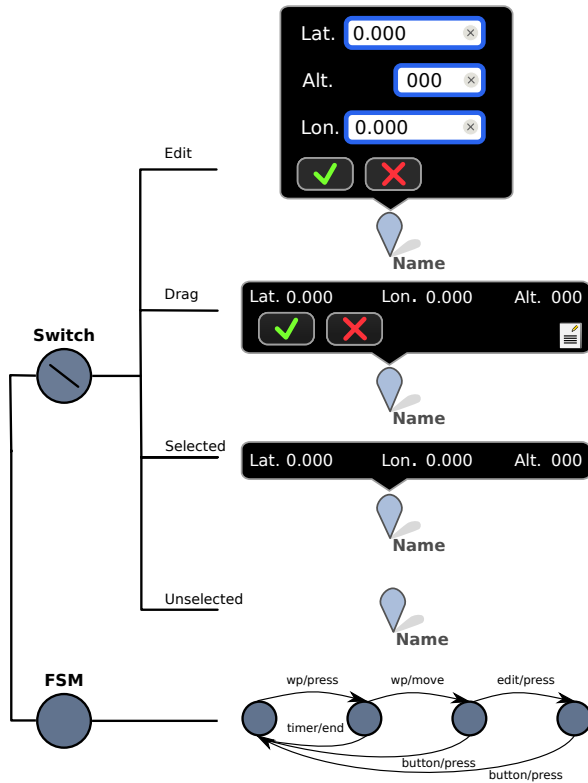 Lat. 0.000
Alt. 000
Lon. 0.000
Edit
Name
Drag
Lat. 0.000 Lon. 0.000 Alt. 000
Switch
Name
Selected
Lat. 0.000 Lon. 0.000 Alt. 000
Name
Unselected
Name
FSM
wp/press wp/move edit/press
timer/end
button/press
button/press